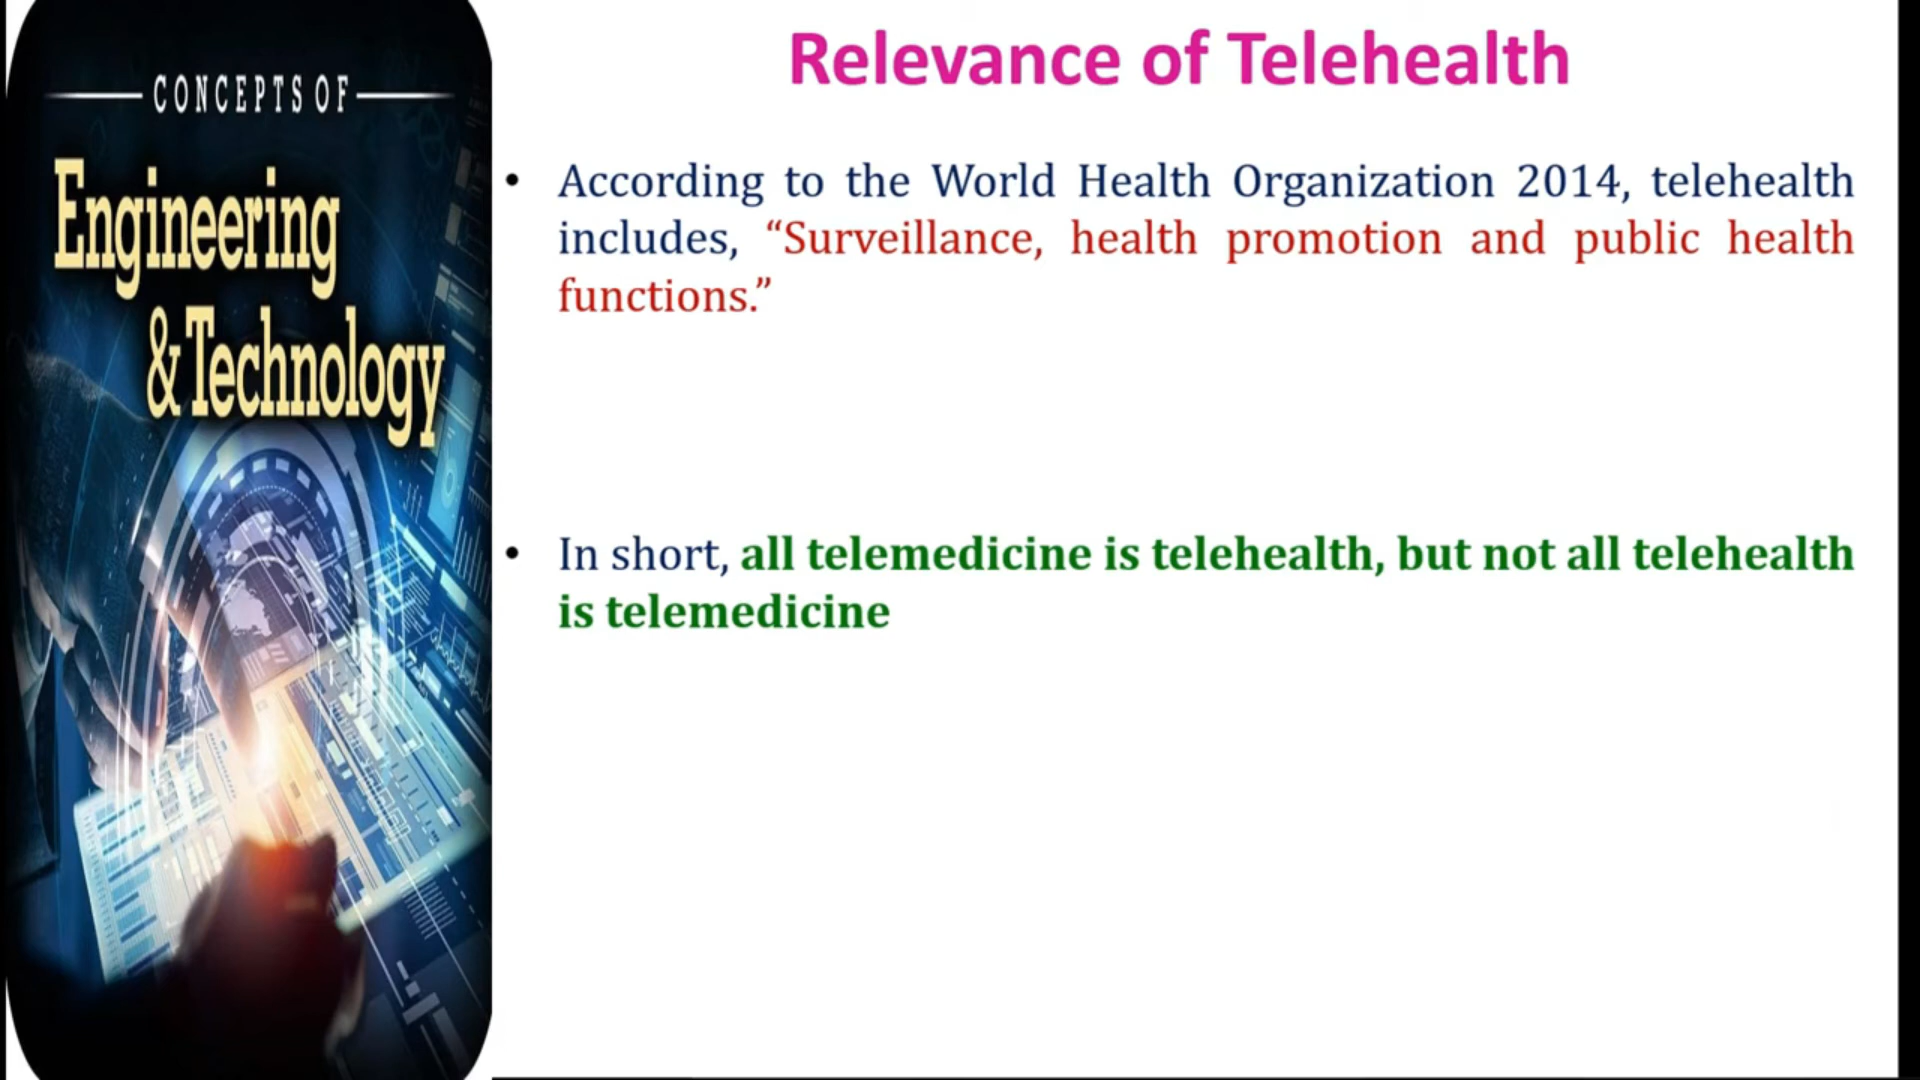 CONCEPTS OF
Engineering
& Technology
Relevance of Telehealth
• According to the World Health Organization 2014, telehealth
includes, “Surveillance, health promotion and public health
functions.”
• In short, all telemedicine is telehealth, but not all telehealth
is telemedicine